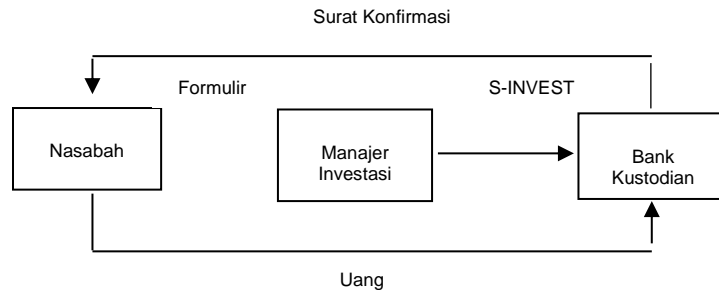 Surat Konfirmasi
Formulir
S-INVEST
Nasabah
Manajer
Investasi
Bank
Kustodian
Uang